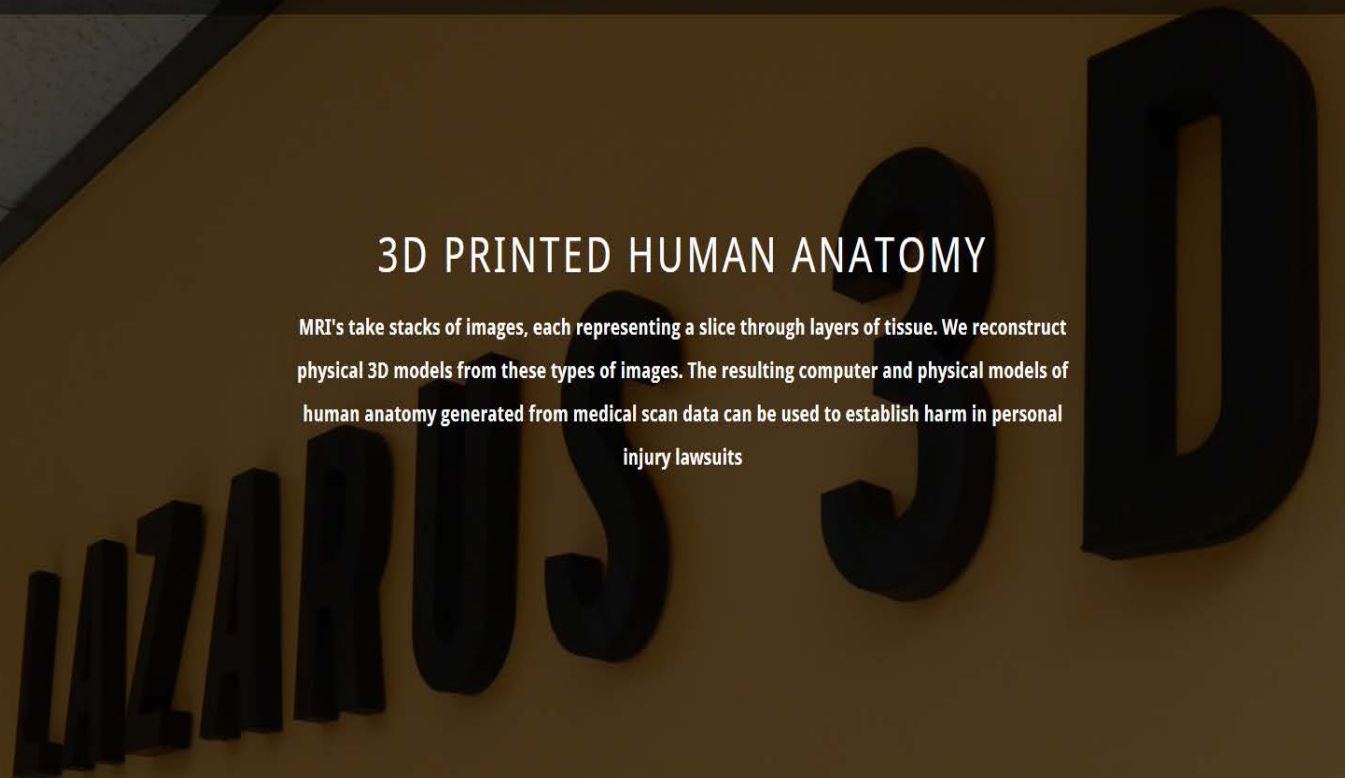 3D PRINTED HUMAN ANATOMY
MRI's take stacks of images, each representing a slice through layers of tissue. We reconstruct
physical 3D models from these types of images. The resulting computer and physical models of
human anatomy generated from medical scan data can be used to establish harm in personal
injury lawsuits
LAZARUS 3D